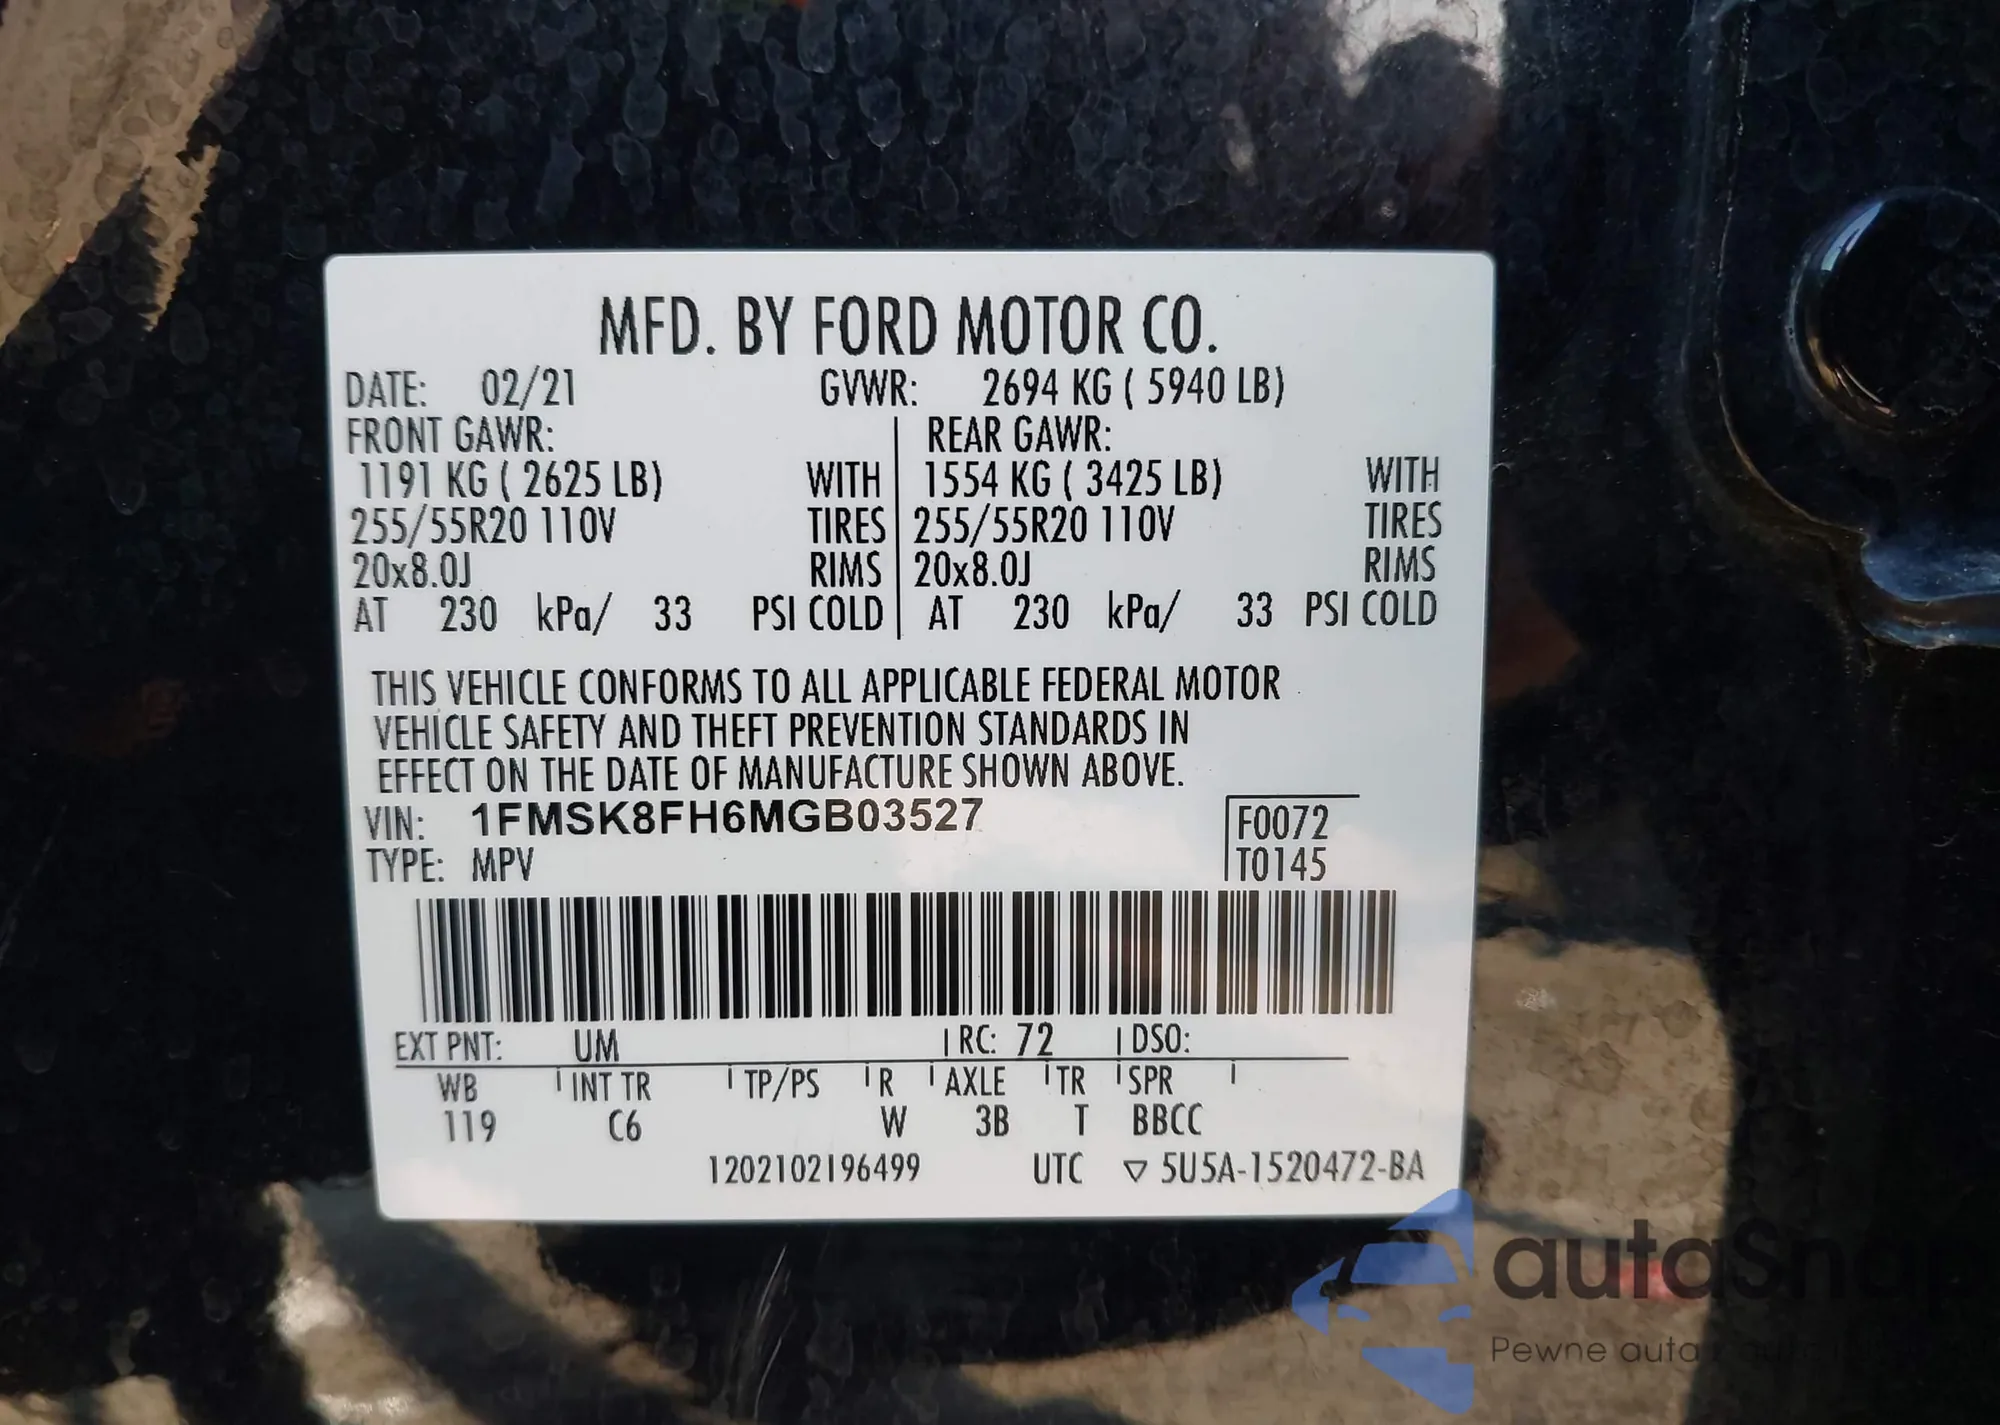 MFD. BY FORD MOTOR CO.
DATE: 02/21 GVWR: 2694 KG ( 5940 LB)
FRONT GAWR: REAR GAWR:
1191 KG ( 2625 LB) WITH 1554 KG ( 3425 LB) WITH
255/55R20 110V TIRES 255/55R20 110V TIRES
20x8.0J RIMS 20x8.0J RIMS
AT 230 kPa/ 33 PSI COLD AT 230 kPa/ 33 PSI COLD
THIS VEHICLE CONFORMS TO ALL APPLICABLE FEDERAL MOTOR
VEHICLE SAFETY AND THEFT PREVENTION STANDARDS IN
EFFECT ON THE DATE OF MANUFACTURE SHOWN ABOVE.
VIN: 1FMSK8FH6MGB03527 F0072
TYPE: MPV T0145
EXT PNT: UM RC: 72 DSO:
WB INT TR TP/PS R AXLE TR SPR
119 C6 W 3B T BBCC
1202102196499 UTC ▽ 5U5A-1520472-BA
autaSnap
Pewne auta